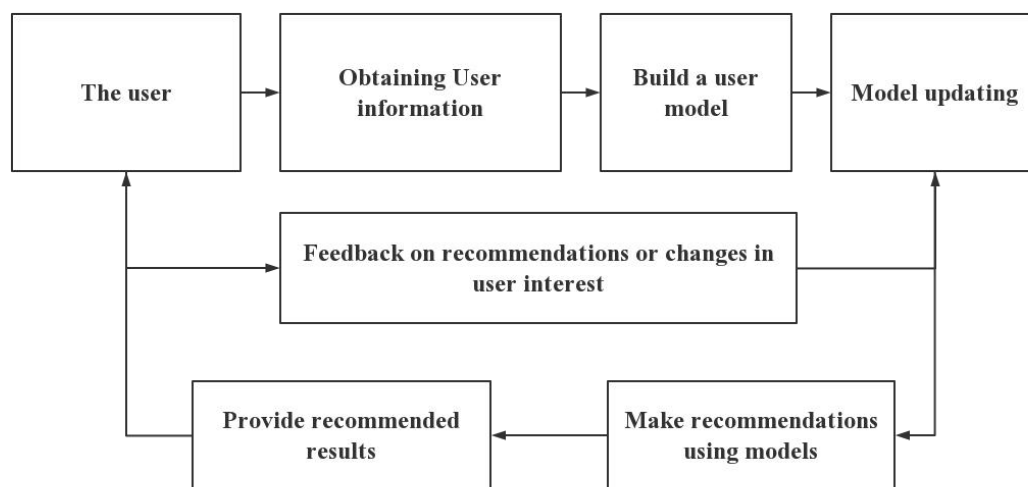 The user
Obtaining User
information
Build a user
model
Model updating
Feedback on recommendations or changes in
user interest
Provide recommended
results
Make recommendations
using models